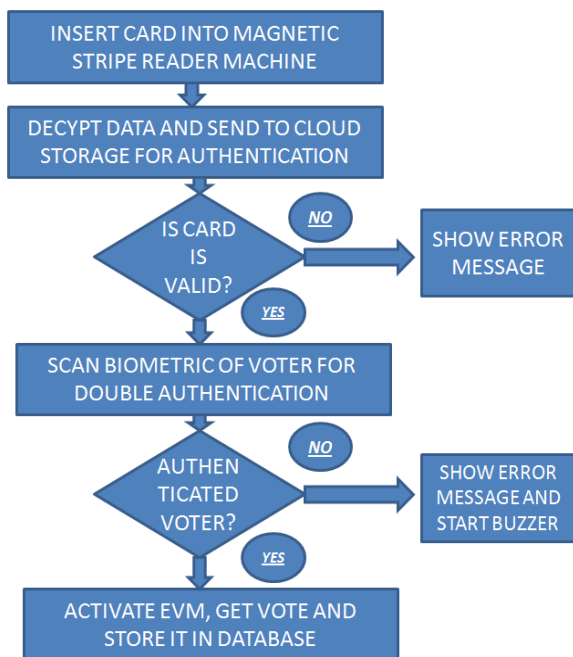 INSERT CARD INTO MAGNETIC
STRIPE READER MACHINE
DECYPT DATA AND SEND TO CLOUD
STORAGE FOR AUTHENTICATION
IS CARD
IS
VALID?
NO
SHOW ERROR
MESSAGE
YES
SCAN BIOMETRIC OF VOTER FOR
DOUBLE AUTHENTICATION
AUTHEN
TICATED
VOTER?
NO
SHOW ERROR
MESSAGE AND
START BUZZER
YES
ACTIVATE EVM, GET VOTE AND
STORE IT IN DATABASE